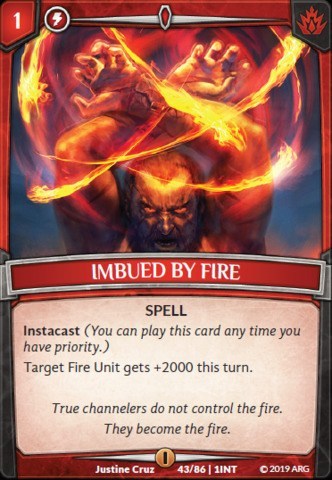 1
IMBUED BY FIRE
SPELL
Instacast (You can play this card any time you
have priority.)
Target Fire Unit gets +2000 this turn.
True channelers do not control the fire.
They become the fire.
Justine Cruz 43/86 | 1INT © 2019 ARG